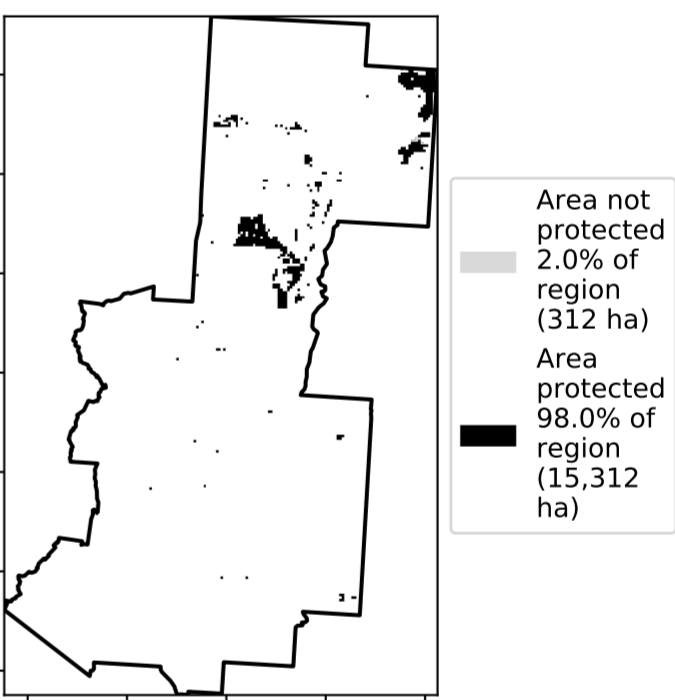 Area not
protected
2.0% of
region
(312 ha)
Area
protected
98.0% of
region
(15,312
ha)